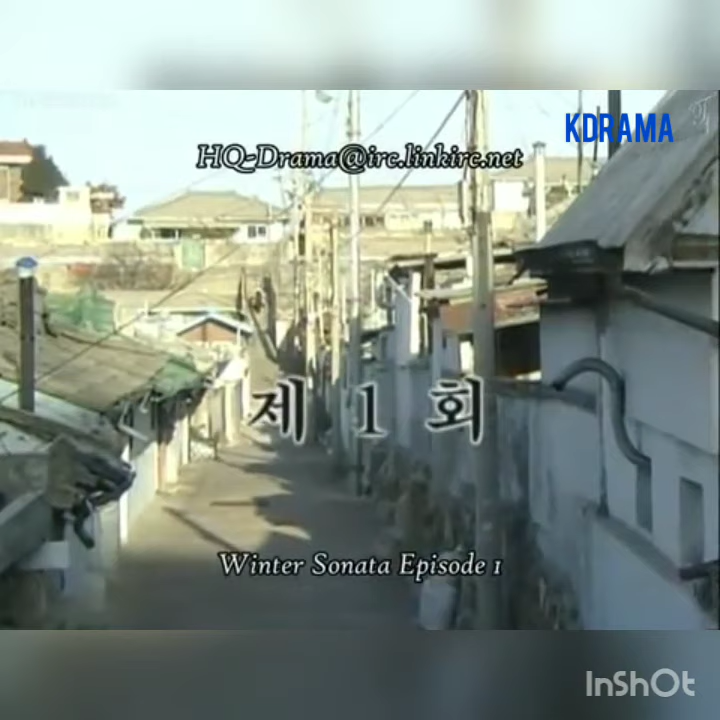 KDRAMA
HQ-Drama@irc.linkirc.net
제 1 회
Winter Sonata Episode 1
InShOt